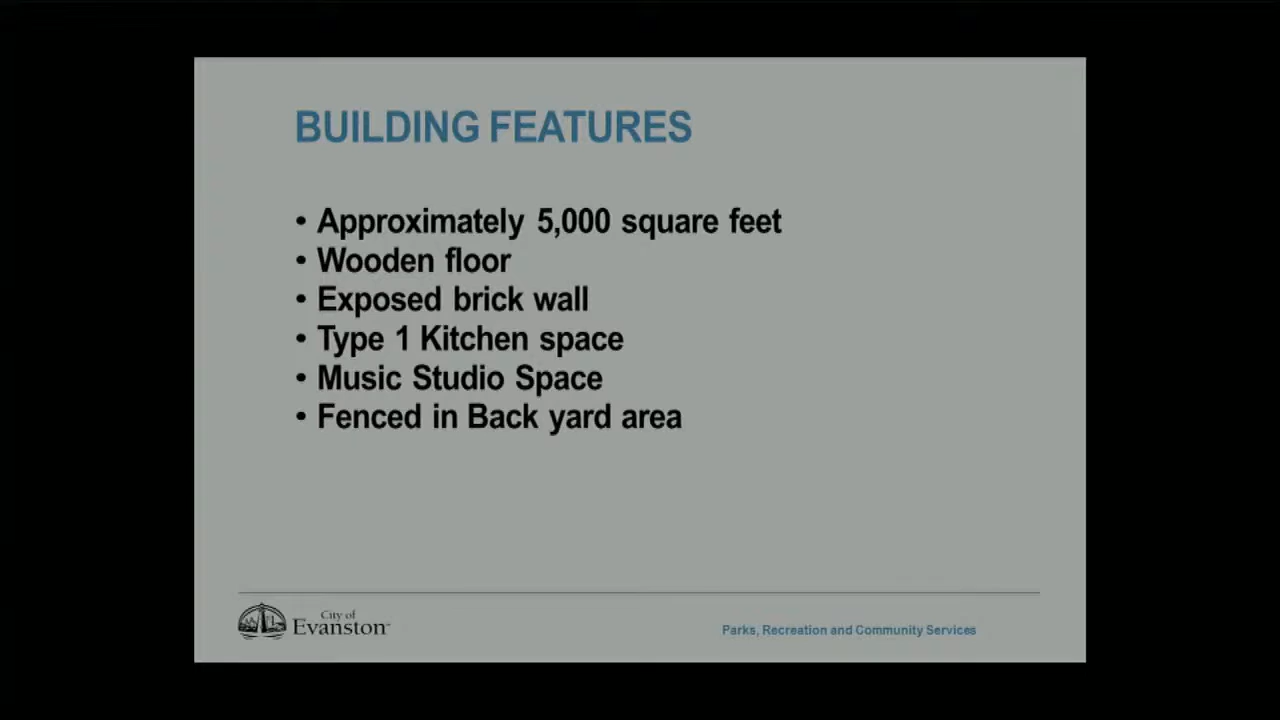 BUILDING FEATURES
• Approximately 5,000 square feet
• Wooden floor
• Exposed brick wall
• Type 1 Kitchen space
• Music Studio Space
• Fenced in Back yard area
City of
Evanston™
Parks, Recreation and Community Services